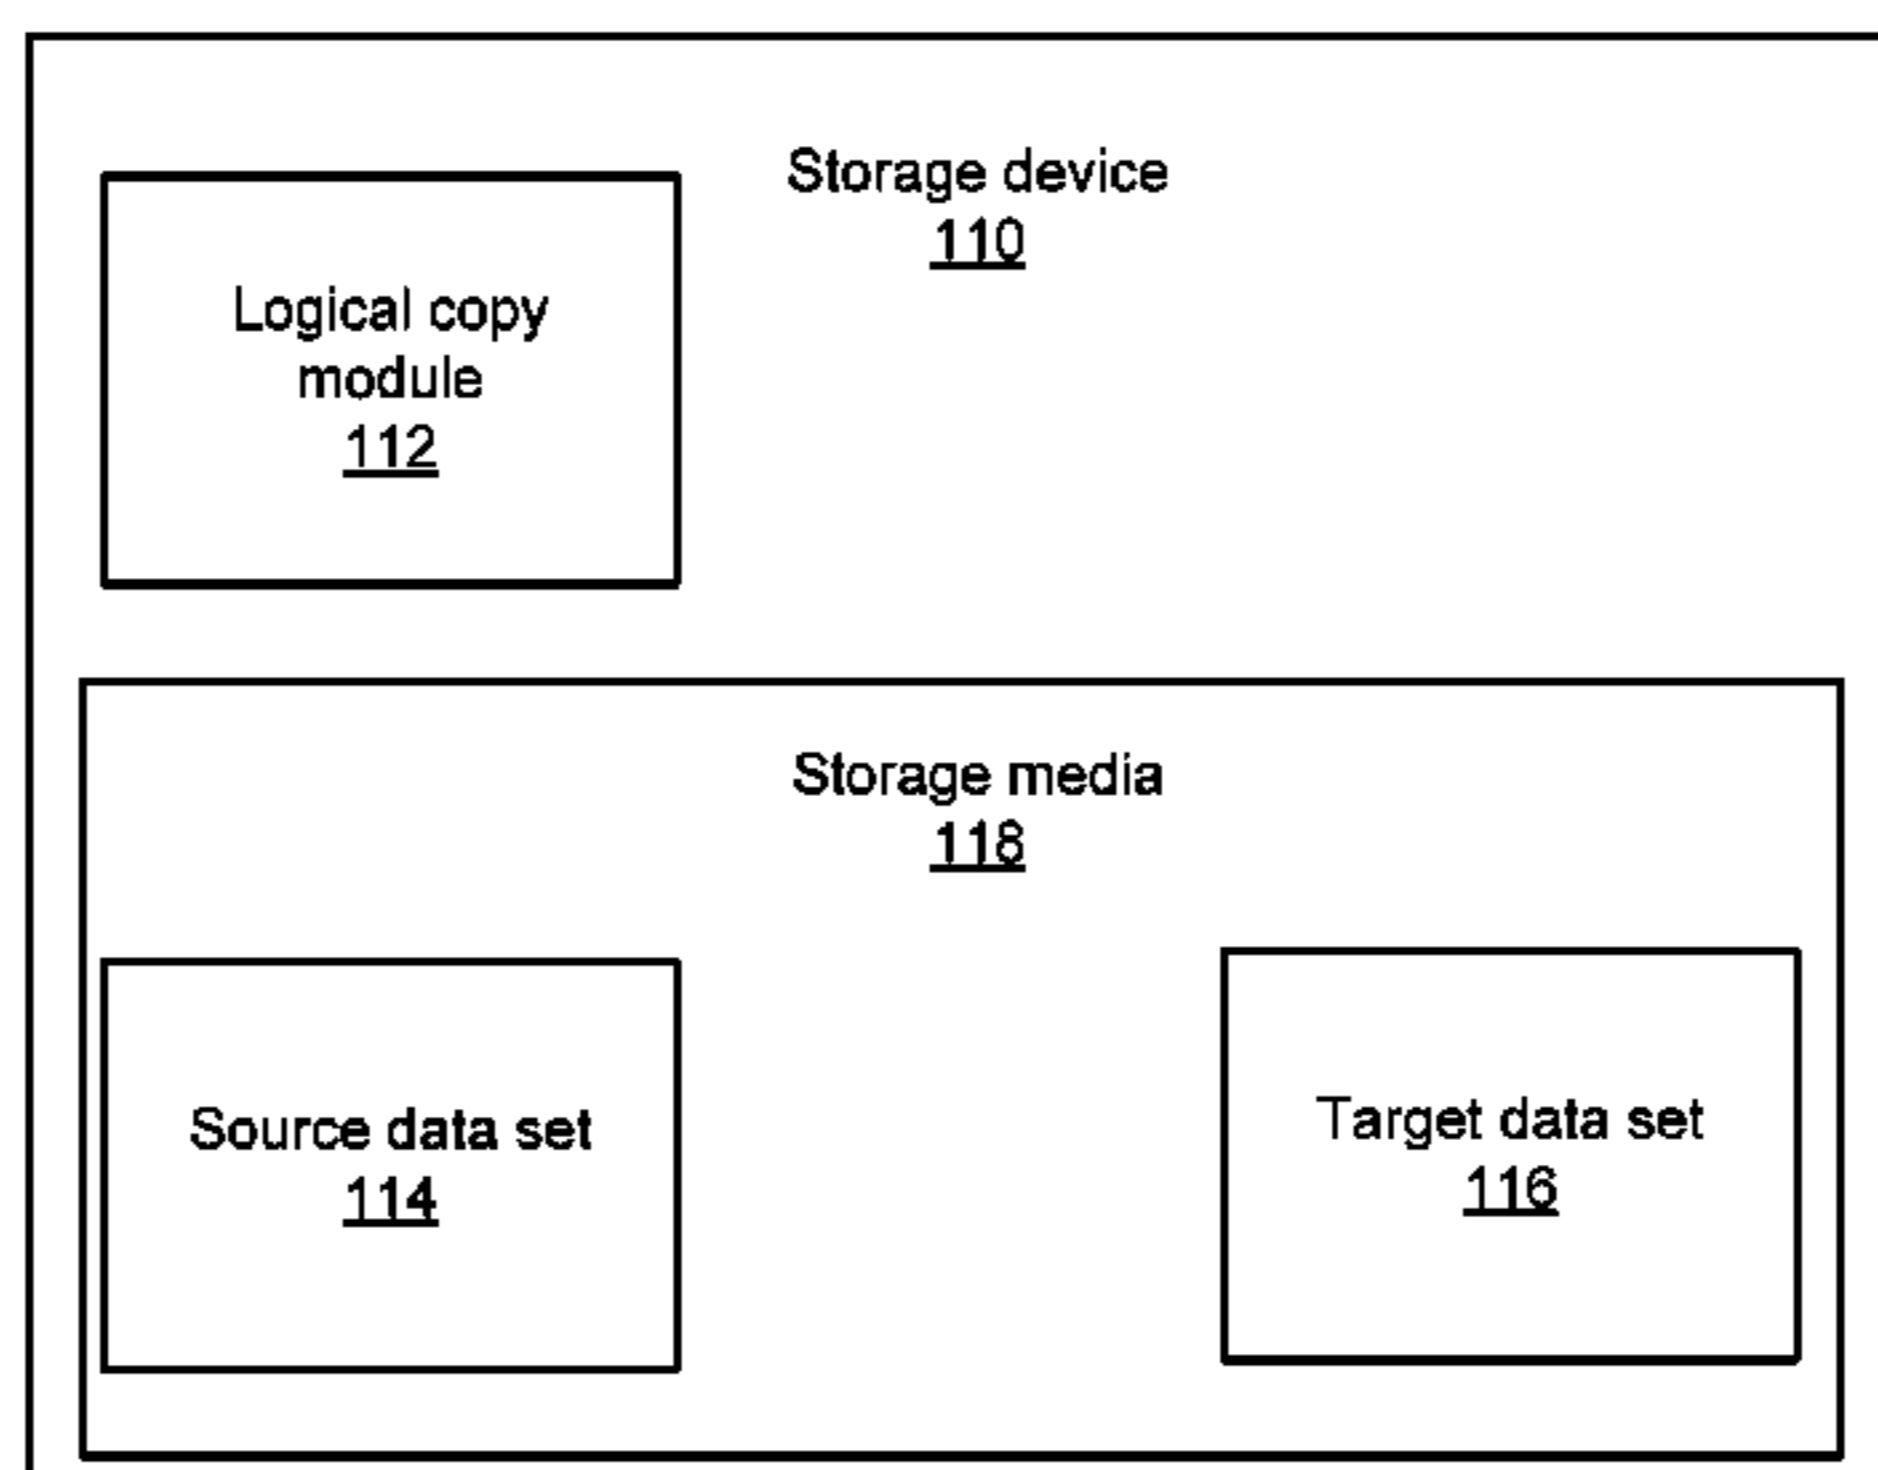 Storage device
110
Logical copy
module
112
Storage media
118
Source data set
114
Target data set
116